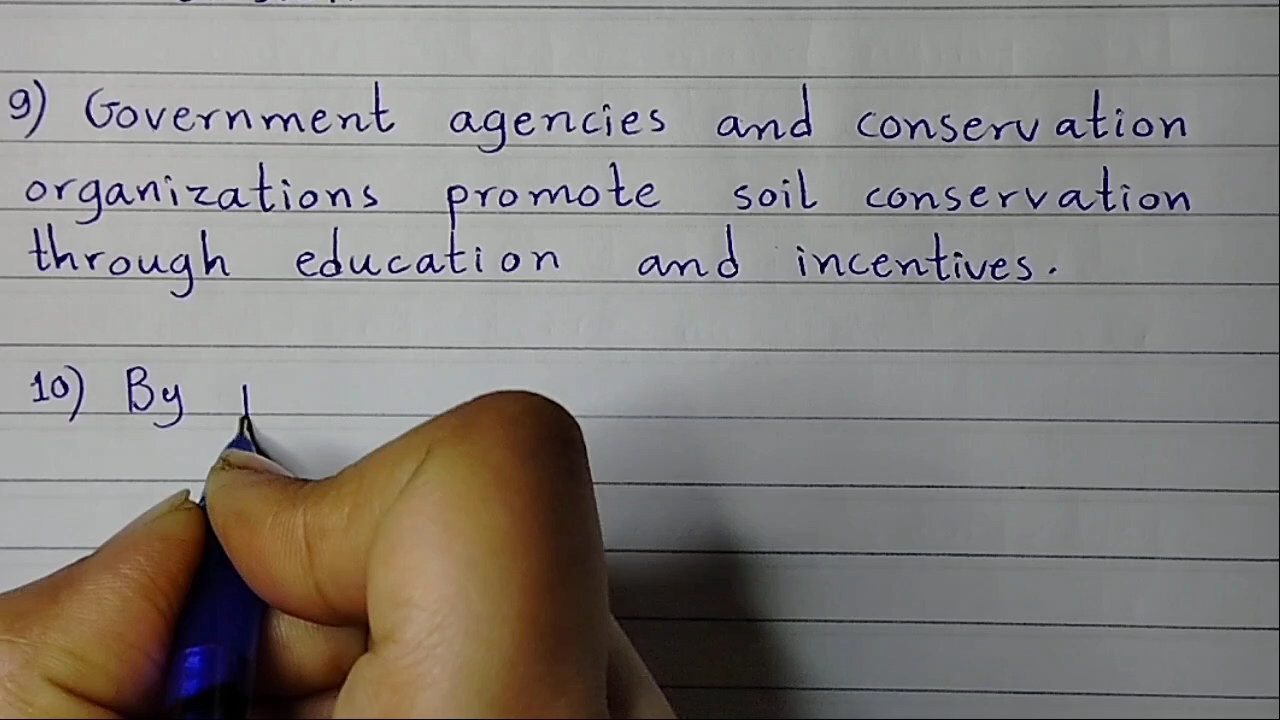 9) Government agencies and conservation
organizations promote soil conservation
through education and incentives.
10) By